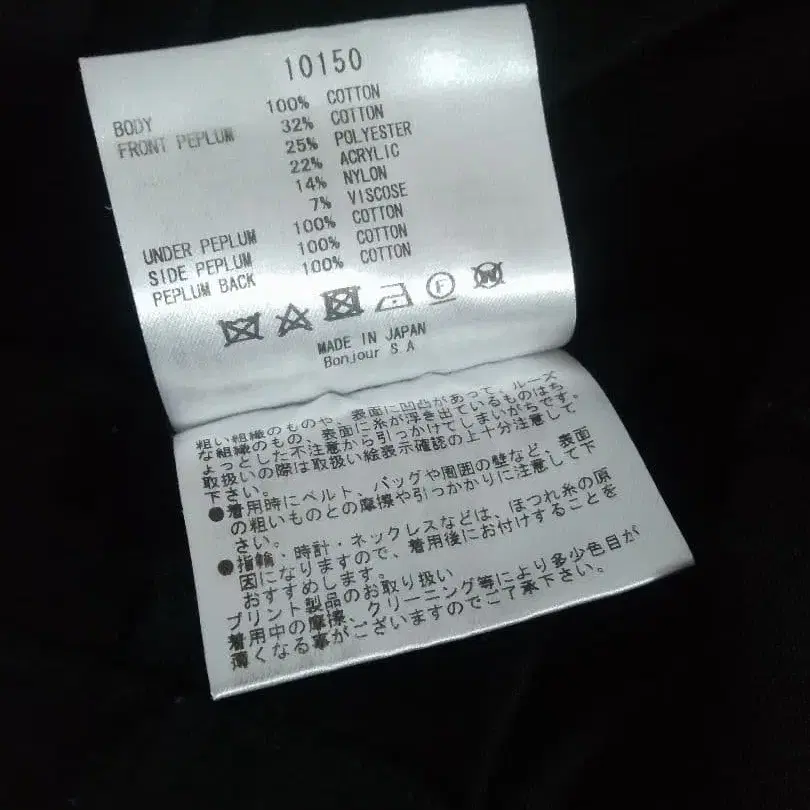 10150
BODY 100% COTTON
FRONT PEPLUM 32% COTTON
25% POLYESTER
22% ACRYLIC
14% NYLON
7% VISCOSE
UNDER PEPLUM 100% COTTON
SIDE PEPLUM 100% COTTON
PEPLUM BACK 100% COTTON
F
W
MADE IN JAPAN
Bonjour S.A
粗い組織のものや、表面に凹凸があって、ルーズ
な組織のもの、表面に糸が浮き出ているものはち
ょっとした不注意から引っかけてしまいがちです。
取扱いの際は取扱い絵表示確認の上十分注意して
下さい。
●着用時にベルト、バッグや周囲の壁など、表面
の粗いものとの摩擦や引っかかりに注意して下
さい。
●指輪、時計・ネックレスなどは、ほつれ糸の原
因になりますので、着用後にお付けすることを
おすすめします。
プリント製品のお取り扱い
着用中の摩擦、クリーニング等により多少色目が
薄くなる事がございますのでご了承下さい。